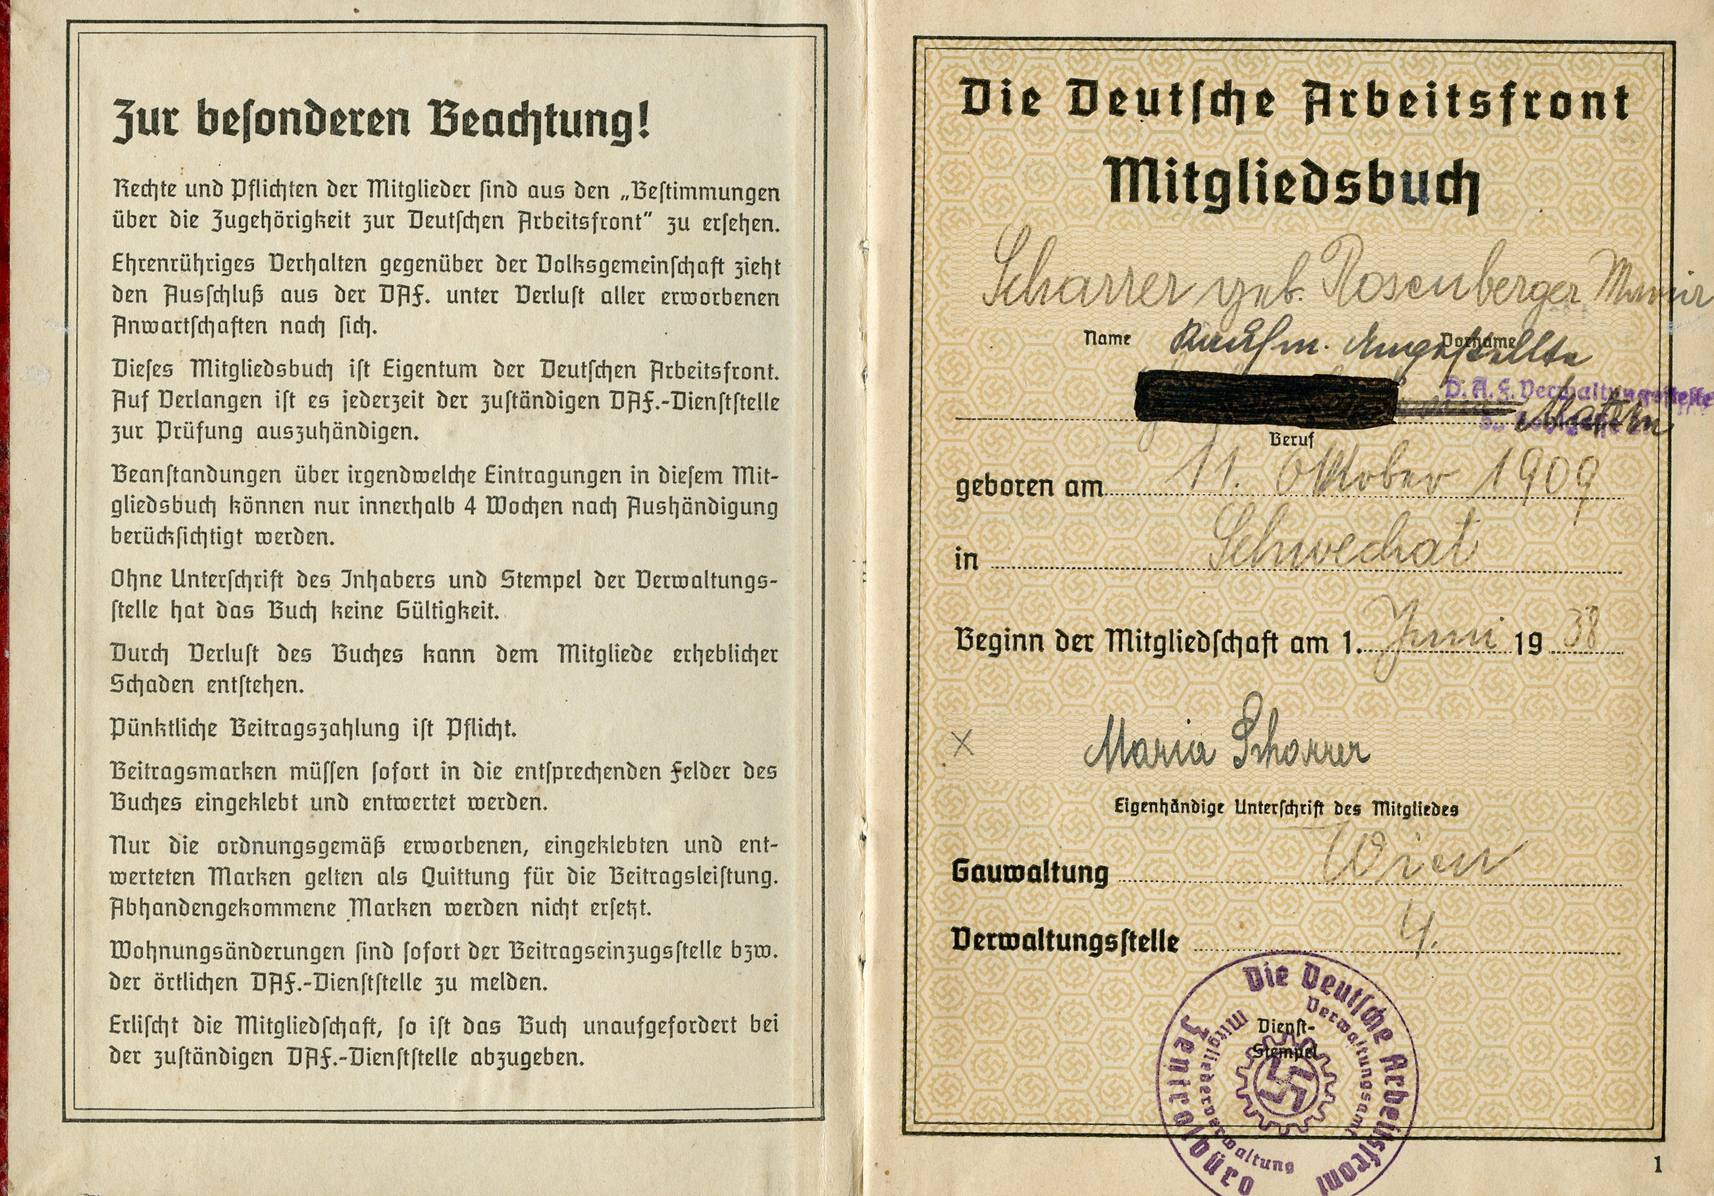 Zur besonderen Beachtung!
Rechte und Pflichten der Mitglieder sind aus den „Bestimmungen
über die Zugehörigkeit zur Deutschen Arbeitsfront" zu ersehen.
Ehrenrühriges Verhalten gegenüber der Volksgemeinschaft zieht
den Ausschluß aus der DAF. unter Verlust aller erworbenen
Anwartschaften nach sich.
Dieses Mitgliedsbuch ist Eigentum der Deutschen Arbeitsfront.
Auf Verlangen ist es jederzeit der zuständigen DAF.-Dienststelle
zur Prüfung auszuhändigen.
Beanstandungen über irgendwelche Eintragungen in diesem Mit-
gliedsbuch können nur innerhalb 4 Wochen nach Aushändigung
berücksichtigt werden.
Ohne Unterschrift des Inhabers und Stempel der Verwaltungs-
stelle hat das Buch keine Gültigkeit.
Durch Verlust des Buches kann dem Mitgliede erheblicher
Schaden entstehen.
Pünktliche Beitragszahlung ist Pflicht.
Beitragsmarken müssen sofort in die entsprechenden Felder des
Buches eingeklebt und entwertet werden.
Nur die ordnungsgemäß erworbenen, eingeklebten und ent-
werteten Marken gelten als Quittung für die Beitragsleistung.
Abhandengekommene Marken werden nicht ersetzt.
Wohnungsänderungen sind sofort der Beitragseinzugsstelle bzw.
der örtlichen DAF.-Dienststelle zu melden.
Erlischt die Mitgliedschaft, so ist das Buch unaufgefordert bei
der zuständigen DAF.-Dienststelle abzugeben.
Die Deutsche Arbeitsfront
Mitgliedsbuch
Scharrer geb. Rosenberger
Name Vorname
Kaufm. Angestellte
D.A.F. Verwaltungsstelle
Beruf
geboren am 11. Oktober 1909
in Schwechat
Beginn der Mitgliedschaft am 1. Juni 1938
x Maria Scharrer
Eigenhändige Unterschrift des Mitgliedes
Gauwaltung Wien
Verwaltungsstelle 4.
Dienst-
Stempel
Die Deutsche Arbeitsfront
Zentralbüro
Verwaltungsamt
Mitgliederverwaltung
1